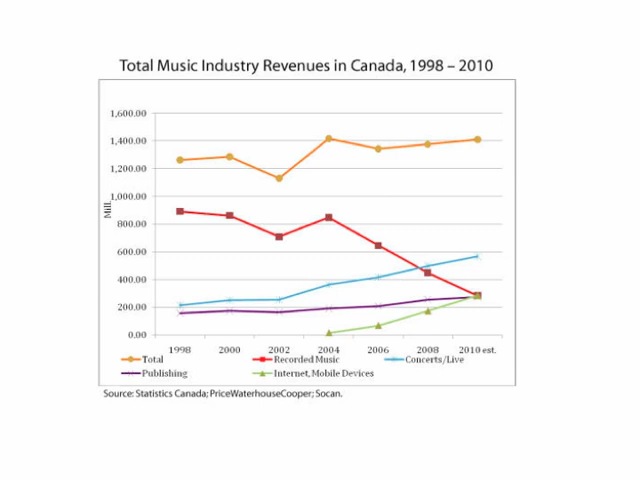 Total Music Industry Revenues in Canada, 1998 – 2010
1,600.00
1,400.00
1,200.00
1,000.00
800.00
600.00
400.00
200.00
0.00
Mill.
1998 2000 2002 2004 2006 2008 2010 est.
Total Recorded Music Concerts/Live
Publishing Internet, Mobile Devices
Source: Statistics Canada; PriceWaterhouseCooper; Socan.